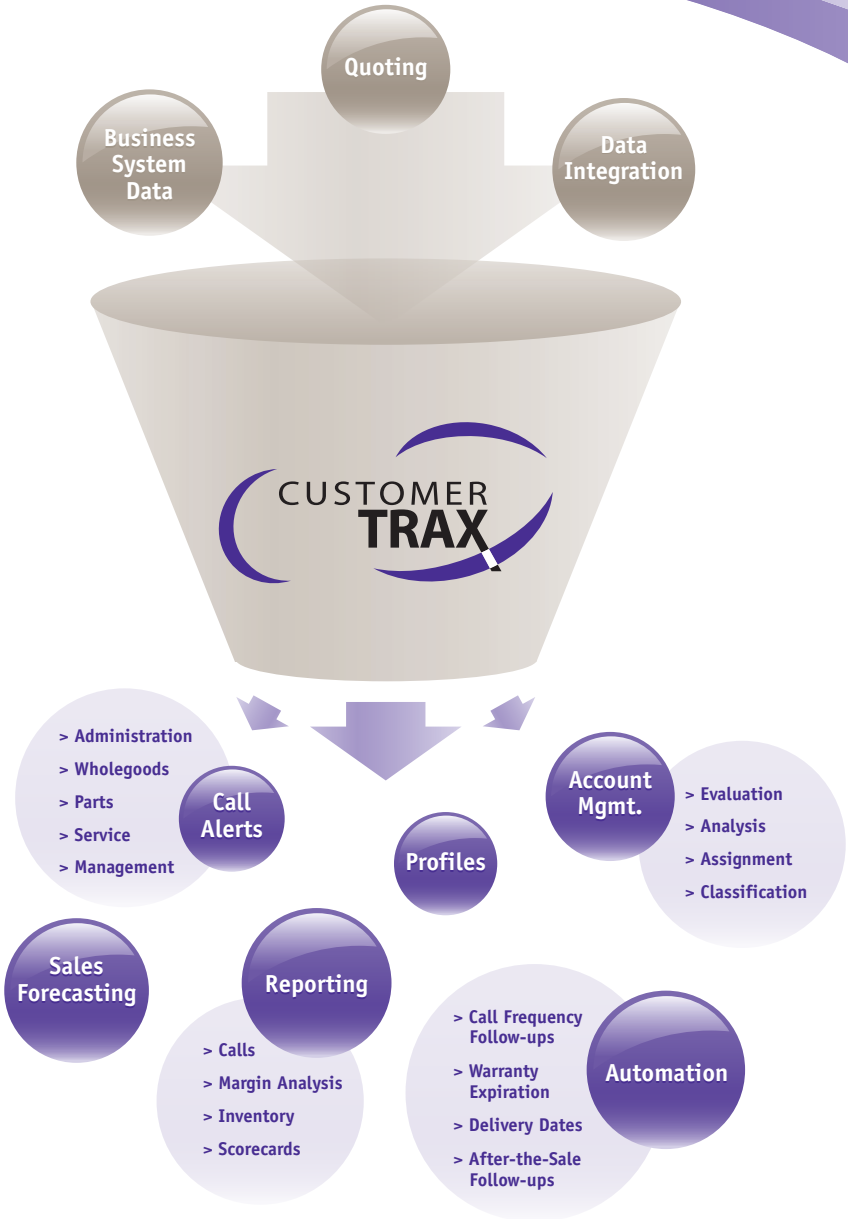 Quoting
Business
System
Data
Data
Integration
CUSTOMER
TRAX
> Administration
> Wholegoods
> Parts
> Service
> Management
Call
Alerts
Profiles
Account
Mgmt.
> Evaluation
> Analysis
> Assignment
> Classification
Sales
Forecasting
Reporting
> Calls
> Margin Analysis
> Inventory
> Scorecards
> Call Frequency
Follow-ups
> Warranty
Expiration
> Delivery Dates
> After-the-Sale
Follow-ups
Automation